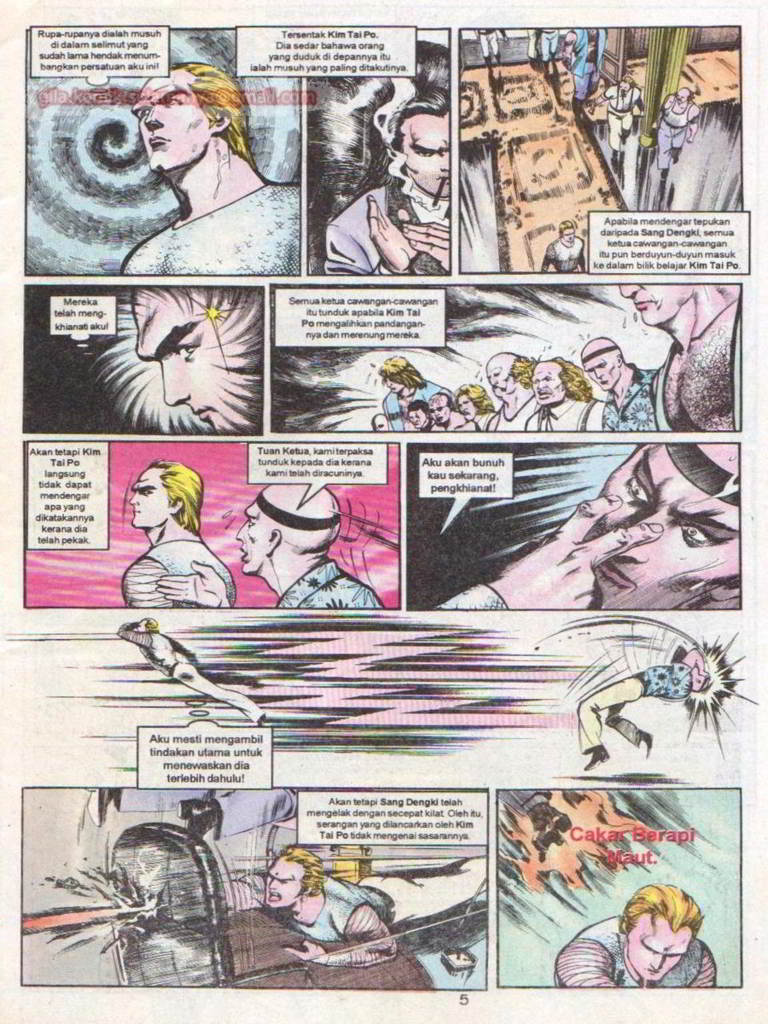 Rupa-rupanya dialah musuh
di dalam selimut yang
sudah lama hendak menum-
bangkan persatuan aku ini!
Tersentak Kim Tai Po.
Dia sedar bahawa orang
yang duduk di depannya itu
ialah musuh yang paling ditakutinya.
Apabila mendengar tepukan
daripada Sang Dengki, semua
ketua cawangan-cawangan
itu pun berduyun-duyun masuk
ke dalam bilik belajar Kim Tai Po.
Mereka
telah meng-
khianati aku!
Semua ketua cawangan-cawangan
itu tunduk apabila Kim Tai
Po mengalihkan pandangan-
nya dan merenung mereka.
Akan tetapi Kim
Tai Po
langsung
tidak dapat
mendengar
apa yang
dikatakannya
kerana dia
telah pekak.
Tuan Ketua, kami terpaksa
tunduk kepada dia kerana
kami telah diracuninya.
Aku akan bunuh
kau sekarang,
pengkhianat!
Aku mesti mengambil
tindakan utama untuk
menewaskan dia
terlebih dahulu!
Akan tetapi Sang Dengki telah
mengelak dengan secepat kilat. Oleh itu,
serangan yang dilancarkan oleh Kim
Tai Po tidak mengenai sasarannya.
Cakar Berapi
Maut.
5